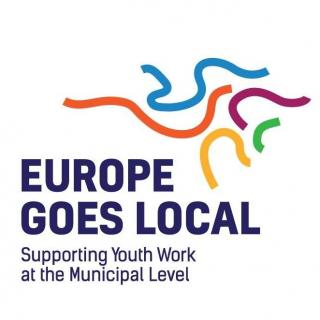 EUROPE
GOES LOCAL
Supporting Youth Work
at the Municipal Level